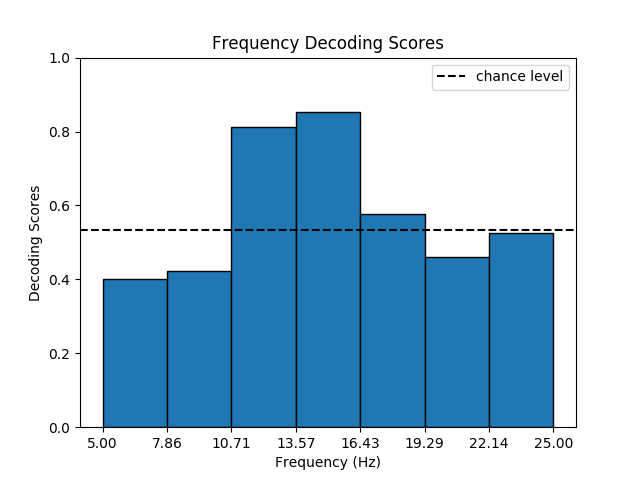 Frequency Decoding Scores
chance level
1.0
0.8
0.6
0.4
0.2
0.0
Decoding Scores
5.00 7.86 10.71 13.57 16.43 19.29 22.14 25.00
Frequency (Hz)